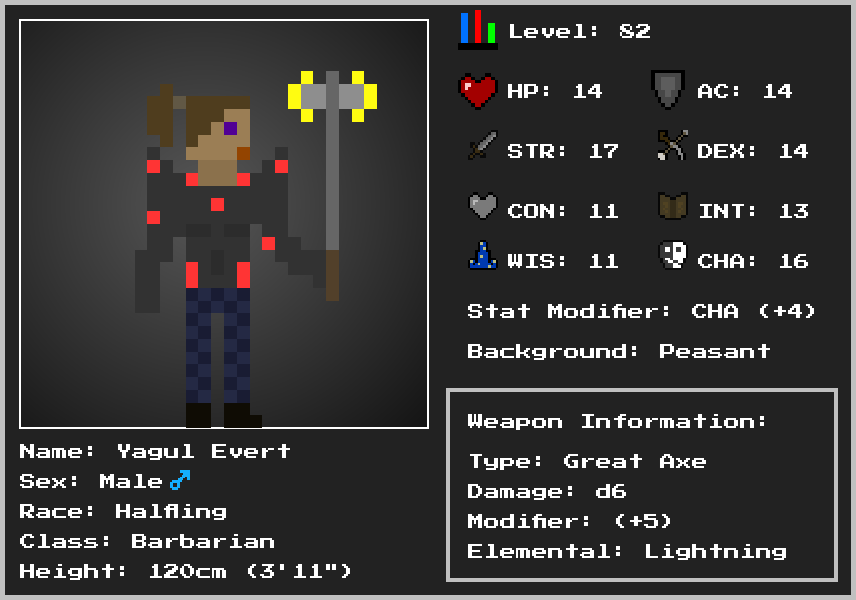 Level: 82
HP: 14
AC: 14
STR: 17
DEX: 14
CON: 11
INT: 13
WIS: 11
CHA: 16
Stat Modifier: CHA (+4)
Background: Peasant
Weapon Information:
Type: Great Axe
Damage: d6
Modifier: (+5)
Elemental: Lightning
Name: Yagul Evert
Sex: Male ♂
Race: Halfling
Class: Barbarian
Height: 120cm (3'11")